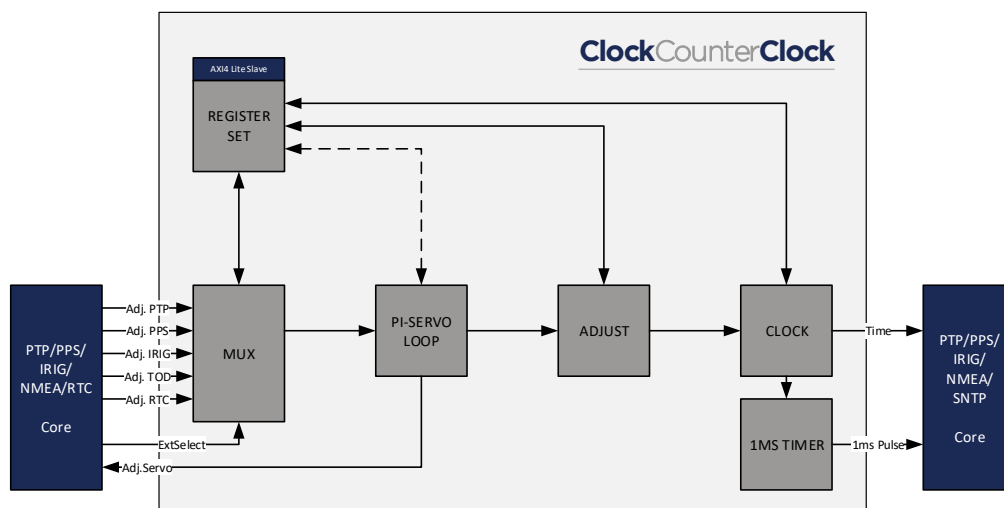 ClockCounterClock
AXI4 Lite Slave
REGISTER
SET
PTP/PPS/
IRIG/
NMEA/RTC
Core
Adj. PTP
Adj. PPS
Adj. IRIG
Adj. TOD
Adj. RTC
ExtSelect
Adj.Servo
MUX
PI-SERVO
LOOP
ADJUST
CLOCK
1MS TIMER
Time
1ms Pulse
PTP/PPS/
IRIG/
NMEA/
SNTP
Core